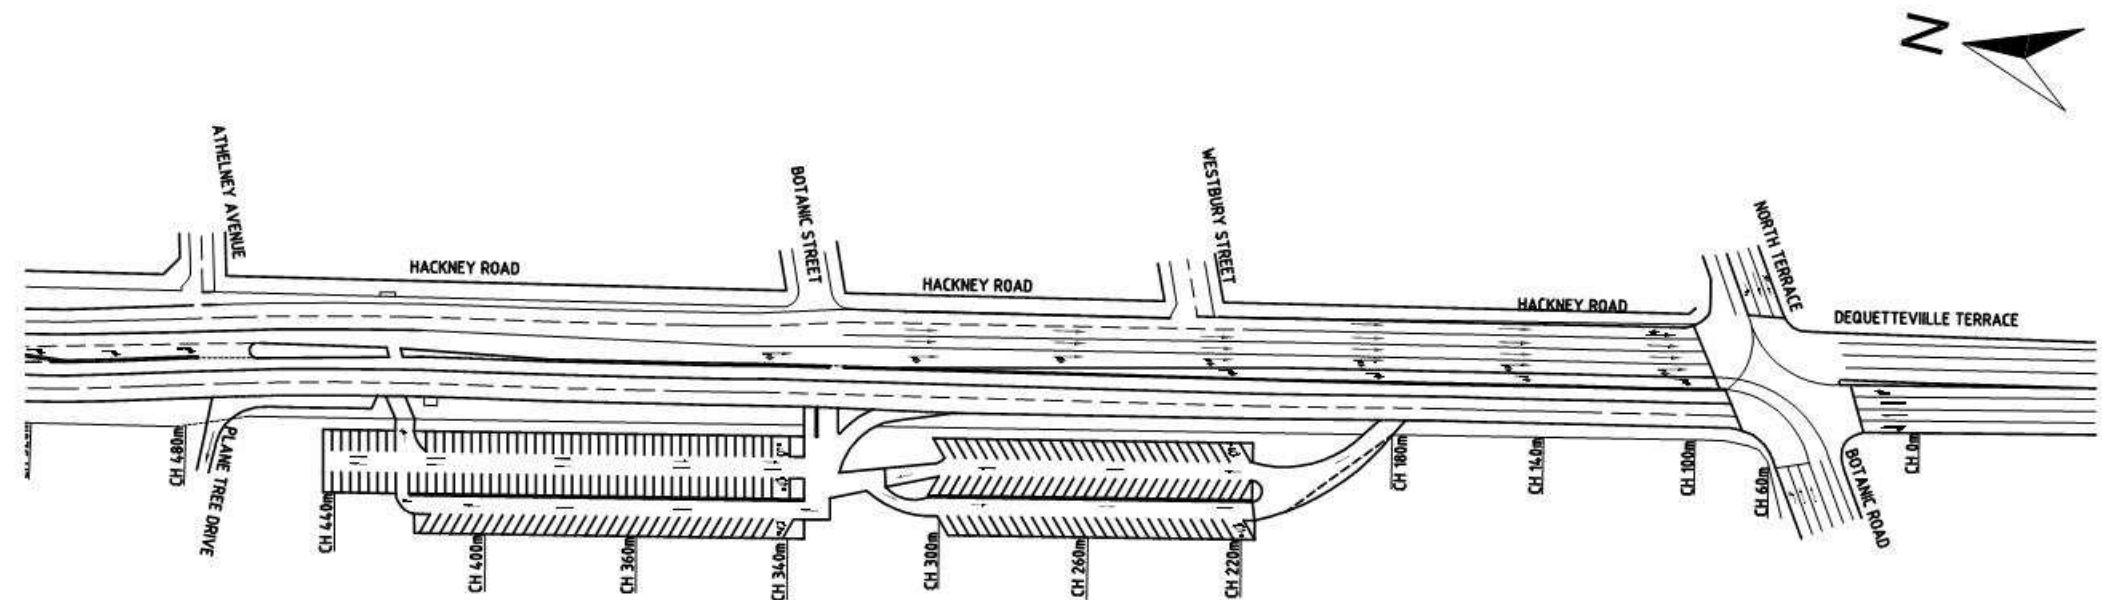 N
ATHELNEY AVENUE
BOTANIC STREET
WESTBURY STREET
NORTH TERRACE
HACKNEY ROAD
HACKNEY ROAD
HACKNEY ROAD
DEQUETTEVIILLE TERRACE
CH 480m
PLANE TREE DRIVE
CH 440m
CH 400m
CH 360m
CH 340m
CH 300m
CH 260m
CH 220m
CH 180m
CH 140m
CH 100m
CH 60m
BOTANIC ROAD
CH 0m